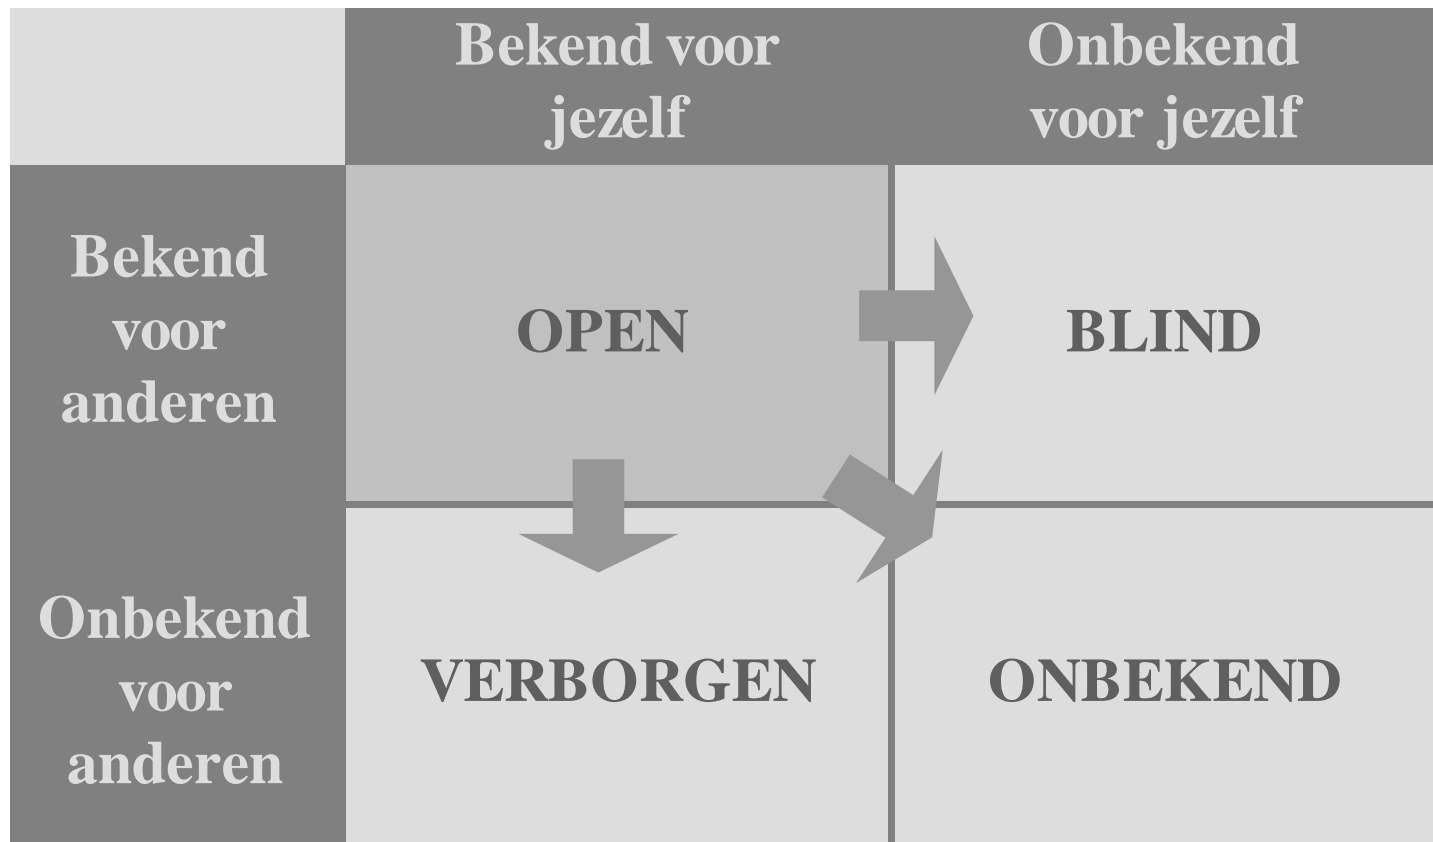 Bekend voor
jezelf
Onbekend
voor jezelf
Bekend
voor
anderen
OPEN
BLIND
Onbekend
voor
anderen
VERBORGEN
ONBEKEND